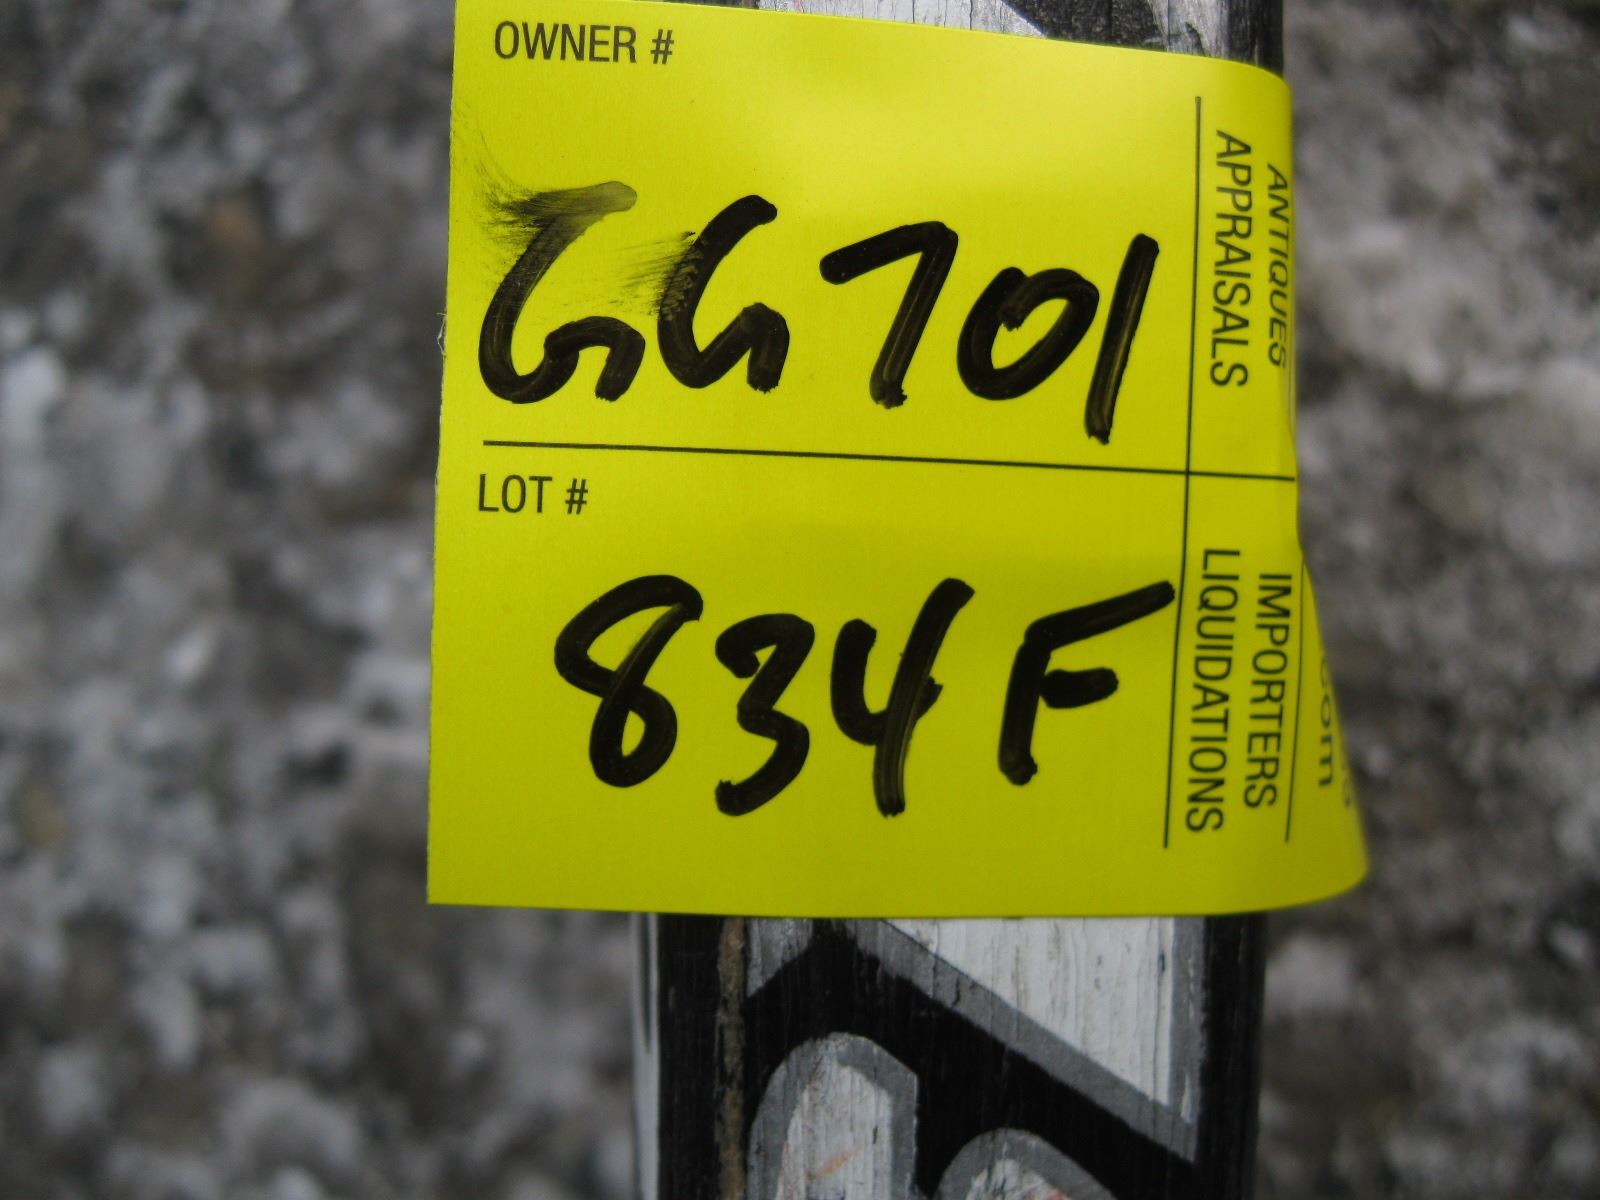 OWNER #
GG701
LOT #
834F
ANTIQUES
APPRAISALS
IMPORTERS
LIQUIDATIONS